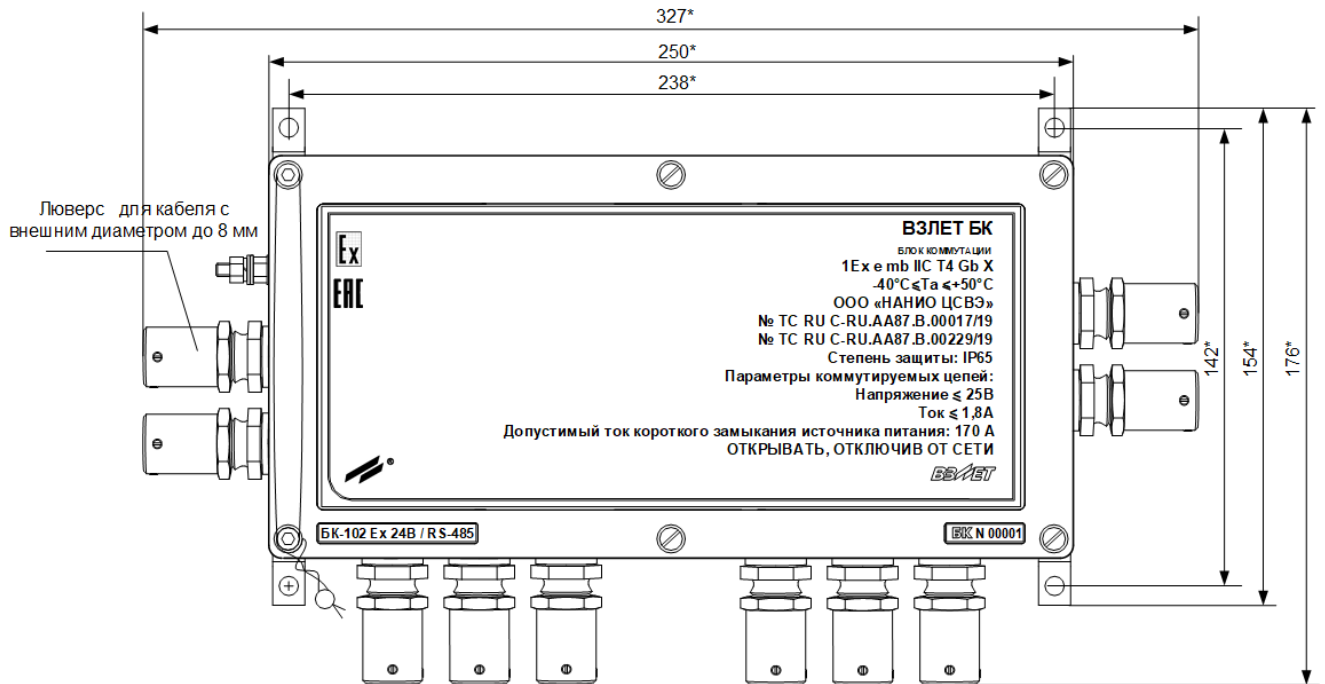 327*
250*
238*
Люверс для кабеля с
внешним диаметром до 8 мм
Ex
EAC
ВЗЛЕТ БК
БЛОК КОММУТАЦИИ
1Ex e mb IIC T4 Gb X
-40°C≤Ta≤+50°C
ООО «НАНИО ЦСВЭ»
№ ТС RU C-RU.AA87.B.00017/19
№ ТС RU C-RU.AA87.B.00229/19
Степень защиты: IP65
Параметры коммутируемых цепей:
Напряжение ≤ 25В
Ток ≤ 1,8А
Допустимый ток короткого замыкания источника питания: 170 А
ОТКРЫВАТЬ, ОТКЛЮЧИВ ОТ СЕТИ
ВЗЛЕТ
БК-102 Ex 24В / RS-485
БК N 00001
142*
154*
176*